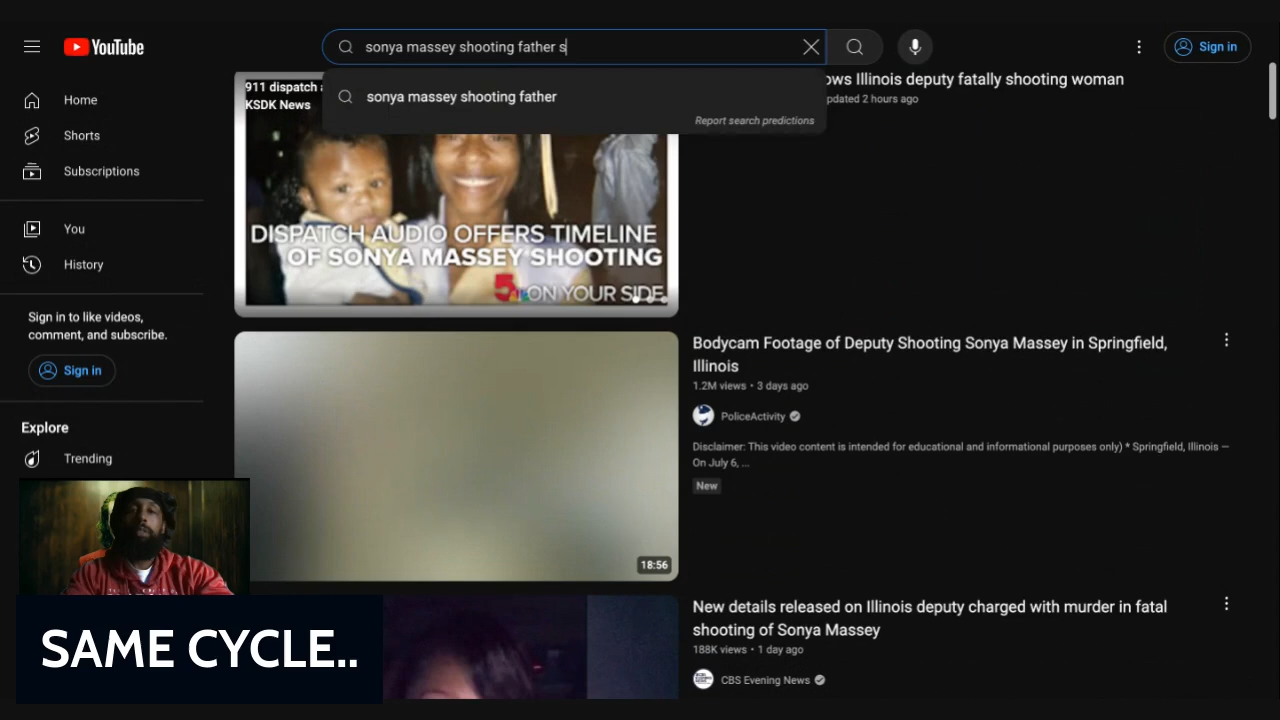 YouTube
sonya massey shooting father s
Sign in
sonya massey shooting father
Report search predictions
Home
Shorts
Subscriptions
You
History
Sign in to like videos,
comment, and subscribe.
Sign in
Explore
Trending
911 dispatch
KSDK News
DISPATCH AUDIO OFFERS TIMELINE
OF SONYA MASSEY SHOOTING
5 ON YOUR SIDE
ows Illinois deputy fatally shooting woman
pdated 2 hours ago
18:56
Bodycam Footage of Deputy Shooting Sonya Massey in Springfield,
Illinois
1.2M views • 3 days ago
PoliceActivity
Disclaimer: This video content is intended for educational and informational purposes only) * Springfield, Illinois —
On July 6, ...
New
New details released on Illinois deputy charged with murder in fatal
shooting of Sonya Massey
188K views • 1 day ago
CBS Evening News
SAME CYCLE..